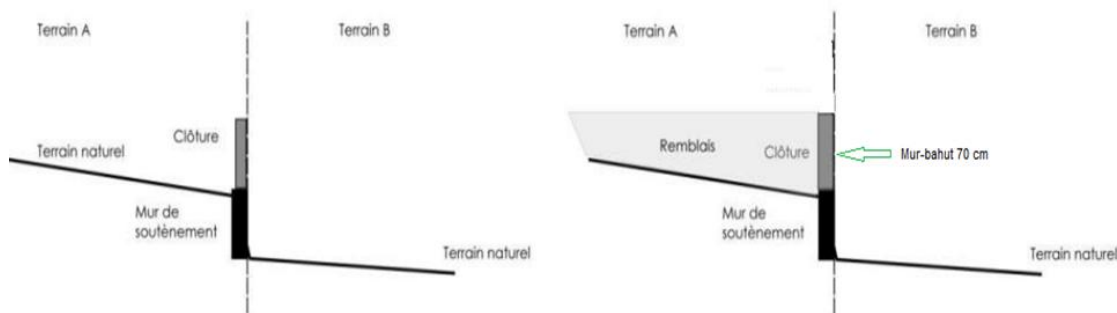 Terrain A
Terrain B
Clôture
Terrain naturel
Mur de
soutènement
Terrain naturel
Terrain A
Terrain B
Remblais
Clôture
Mur-bahut 70 cm
Mur de
soutènement
Terrain naturel